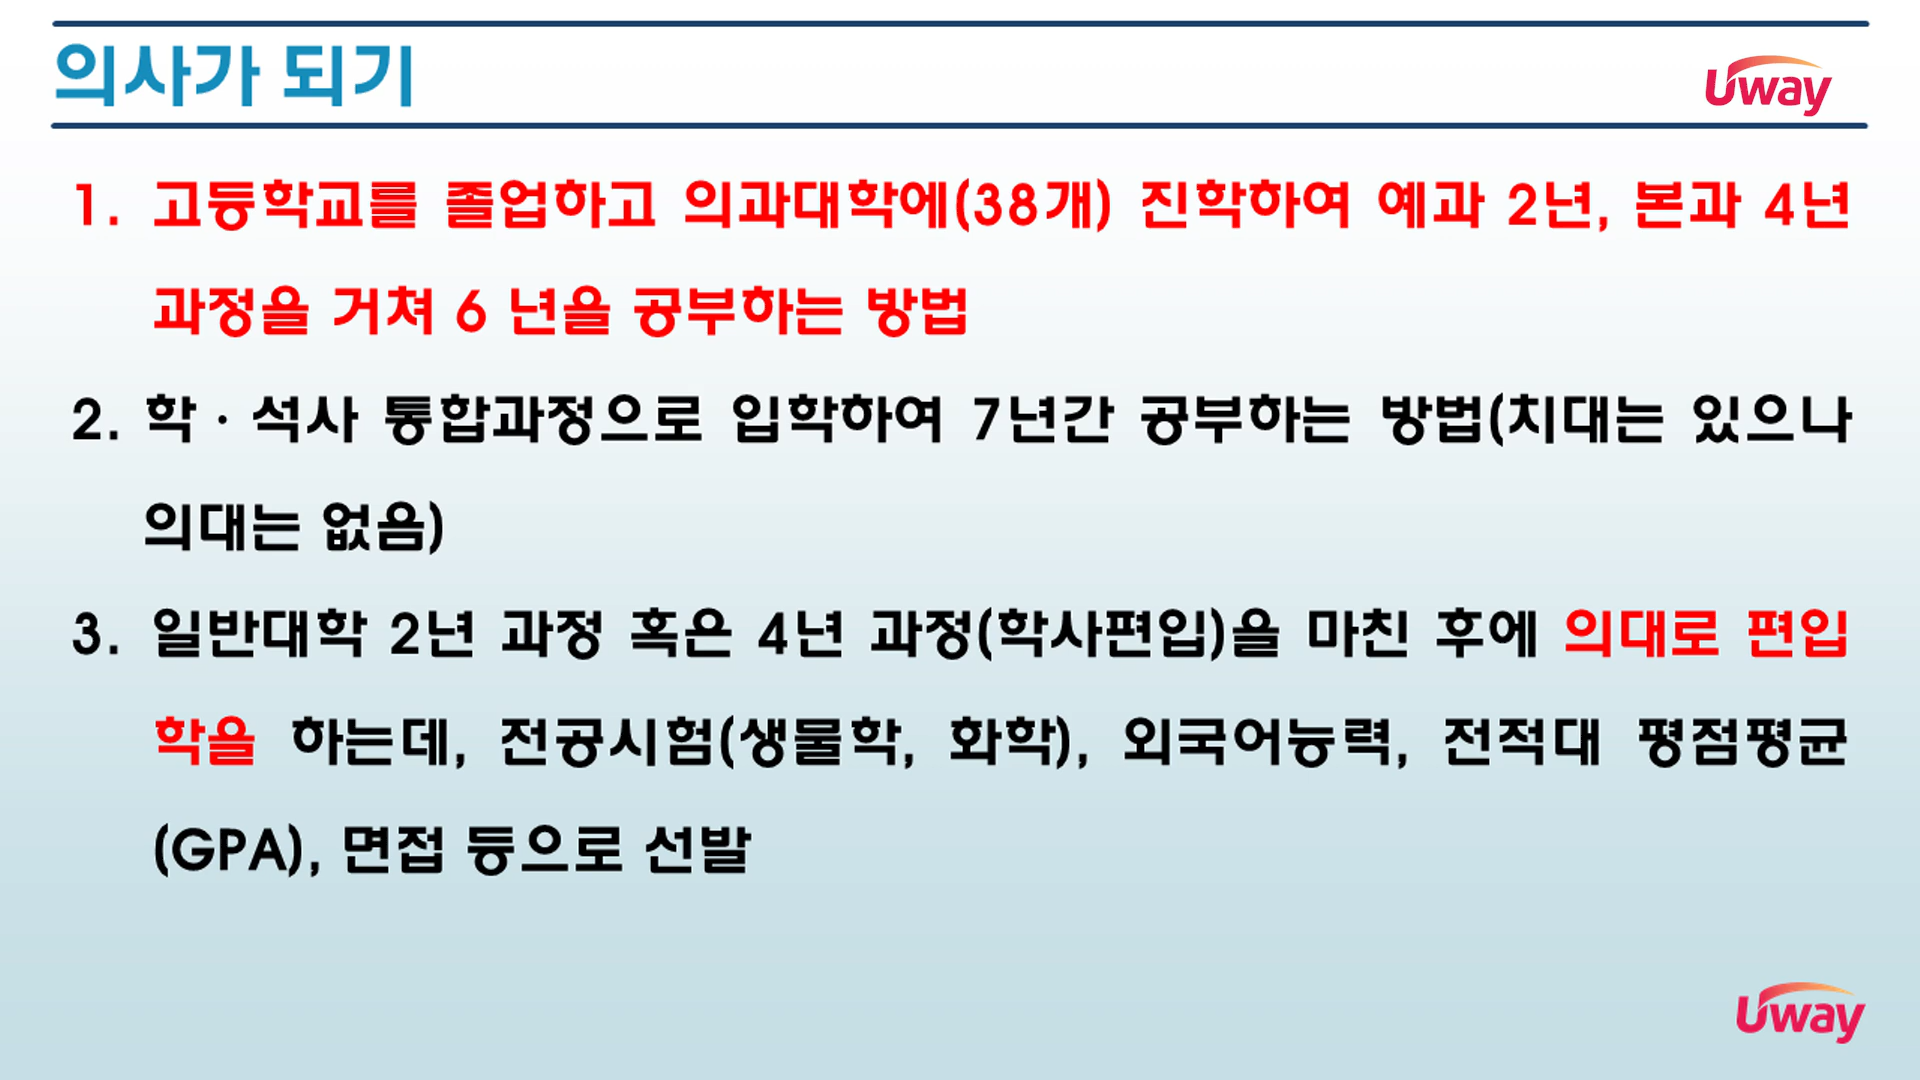 의사가 되기
Uway
1. 고등학교를 졸업하고 의과대학에(38개) 진학하여 예과 2년, 본과 4년
과정을 거쳐 6 년을 공부하는 방법
2. 학 · 석사 통합과정으로 입학하여 7년간 공부하는 방법(치대는 있으나
의대는 없음)
3. 일반대학 2년 과정 혹은 4년 과정(학사편입)을 마친 후에 의대로 편입
학을 하는데, 전공시험(생물학, 화학), 외국어능력, 전적대 평점평균
(GPA), 면접 등으로 선발
Uway